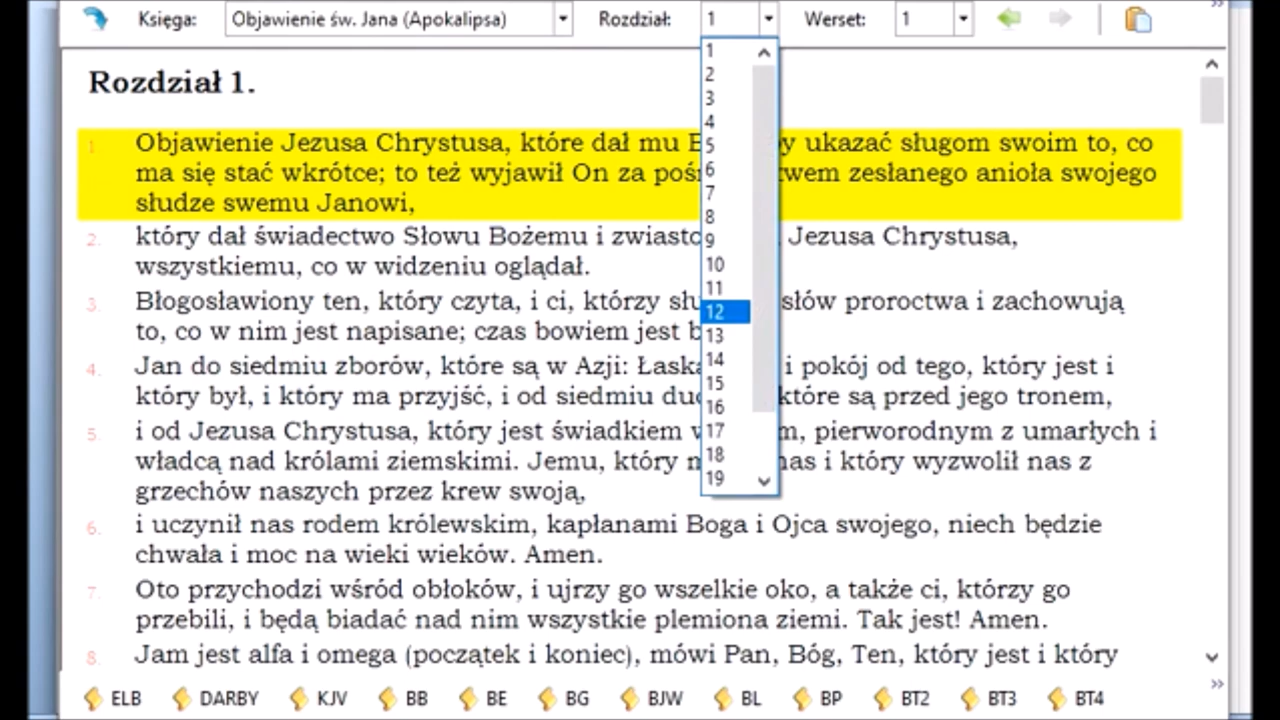 Księga: Objawienie św. Jana (Apokalipsa) Rozdział: 1 Werset: 1
Rozdział 1.
1. Objawienie Jezusa Chrystusa, które dał mu ukazać sługom swoim to, co
ma się stać wkrótce; to też wyjawił On za zesłanego anioła swojego
słudze swemu Janowi,
2. który dał świadectwo Słowu Bożemu i Jezusa Chrystusa,
wszystkiemu, co w widzeniu oglądał.
3. Błogosławiony ten, który czyta, i ci, którzy słów proroctwa i zachowują
to, co w nim jest napisane; czas bowiem jest
4. Jan do siedmiu zborów, które są w Azji: i pokój od tego, który jest i
który był, i który ma przyjść, i od siedmiu które są przed jego tronem,
5. i od Jezusa Chrystusa, który jest świadkiem pierworodnym z umarłych i
władcą nad królami ziemskimi. Jemu, który i który wyzwolił nas z
grzechów naszych przez krew swoją,
6. i uczynił nas rodem królewskim, kapłanami Boga i Ojca swojego, niech będzie
chwała i moc na wieki wieków. Amen.
7. Oto przychodzi wśród obłoków, i ujrzy go wszelkie oko, a także ci, którzy go
przebili, i będą biadać nad nim wszystkie plemiona ziemi. Tak jest! Amen.
8. Jam jest alfa i omega (początek i koniec), mówi Pan, Bóg, Ten, który jest i który
1
2
3
4
5
6
7
8
9
10
11
12
13
14
15
16
17
18
19
ELB DARBY KJV BB BE BG BJW BL BP BT2 BT3 BT4